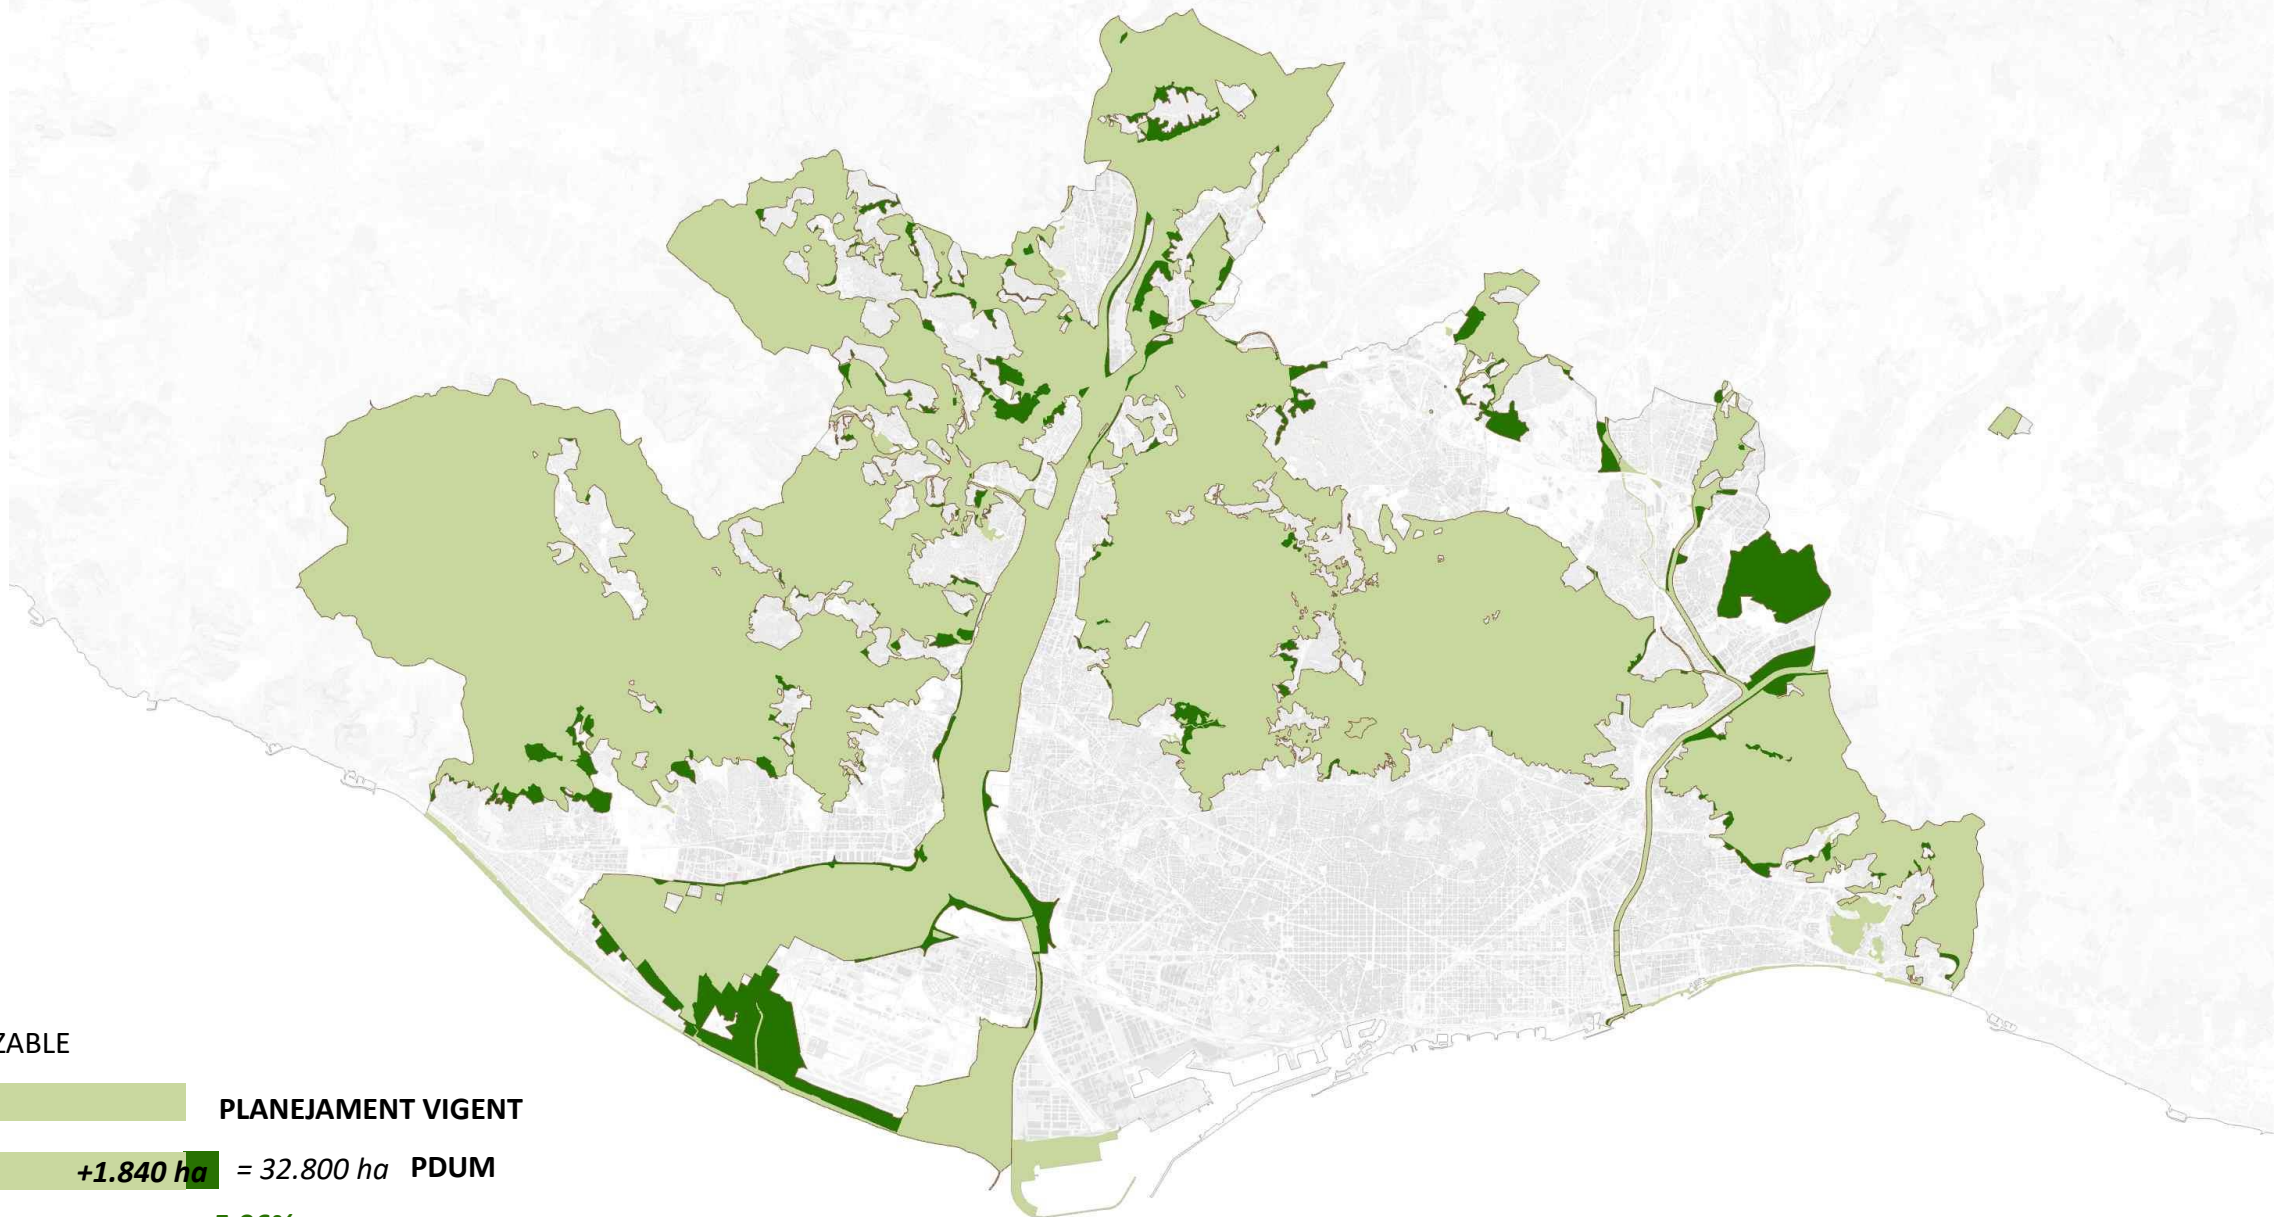 ZABLE
PLANEJAMENT VIGENT
+1.840 ha = 32.800 ha PDUM